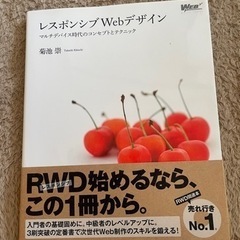 レスポンシブWebデザイン
マルチデバイス時代のコンセプトとテクニック
菊池 崇
RWD始めるなら、
この1冊から。
入門者の基礎固めに、中級者のレベルアップに。
3刷突破の定番書で次世代Web制作のスキルを鍛える!
売れ行き
No.1